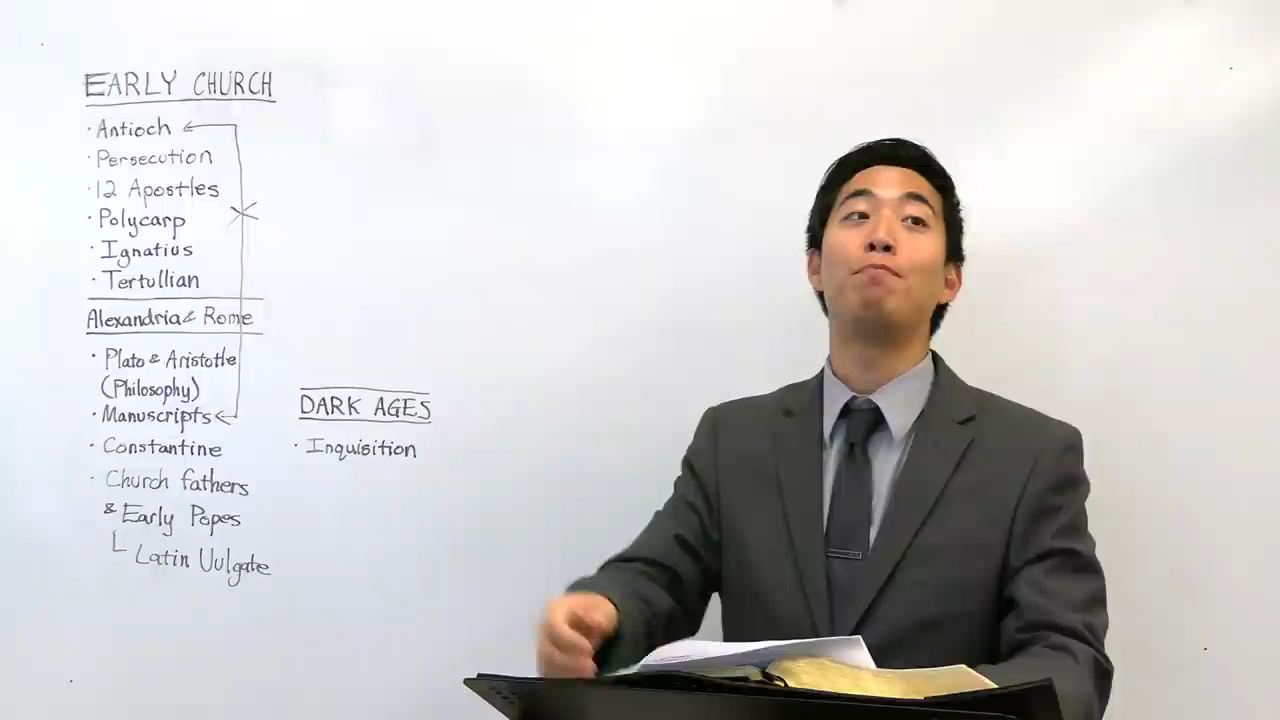 EARLY CHURCH
· Antioch
· Persecution
· 12 Apostles
· Polycarp
· Ignatius
· Tertullian
Alexandria & Rome
· Plato & Aristotle
(Philosophy)
· Manuscripts
· Constantine
· Church fathers
& Early Popes
Latin Vulgate
DARK AGES
· Inquisition